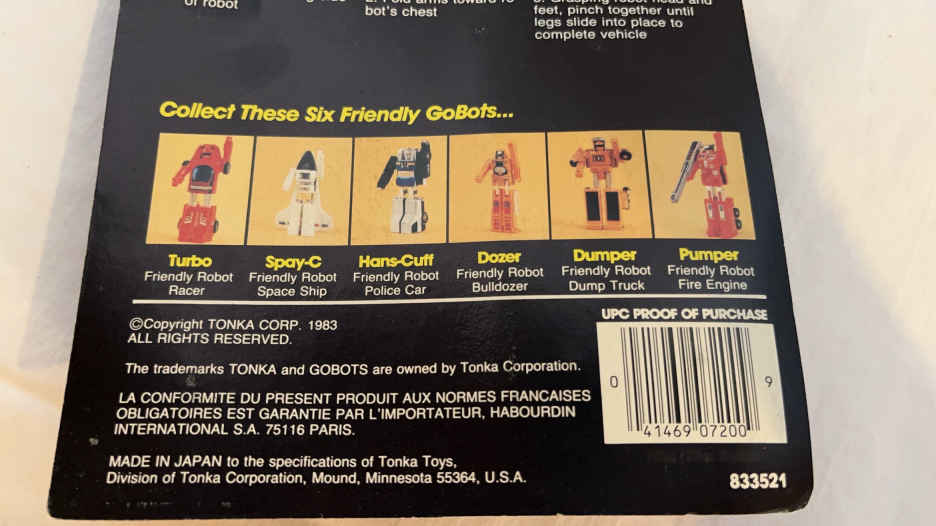 of robot
bot's chest
feet, pinch together until
legs slide into place to
complete vehicle
Collect These Six Friendly GoBots...
Turbo
Friendly Robot
Racer
Spay-C
Friendly Robot
Space Ship
Hans-Cuff
Friendly Robot
Police Car
Dozer
Friendly Robot
Bulldozer
Dumper
Friendly Robot
Dump Truck
Pumper
Friendly Robot
Fire Engine
©Copyright TONKA CORP. 1983
ALL RIGHTS RESERVED.
The trademarks TONKA and GOBOTS are owned by Tonka Corporation.
LA CONFORMITE DU PRESENT PRODUIT AUX NORMES FRANCAISES
OBLIGATOIRES EST GARANTIE PAR L'IMPORTATEUR, HABOURDIN
INTERNATIONAL S.A. 75116 PARIS.
MADE IN JAPAN to the specifications of Tonka Toys,
Division of Tonka Corporation, Mound, Minnesota 55364, U.S.A.
UPC PROOF OF PURCHASE
0 41469 07200 9
833521